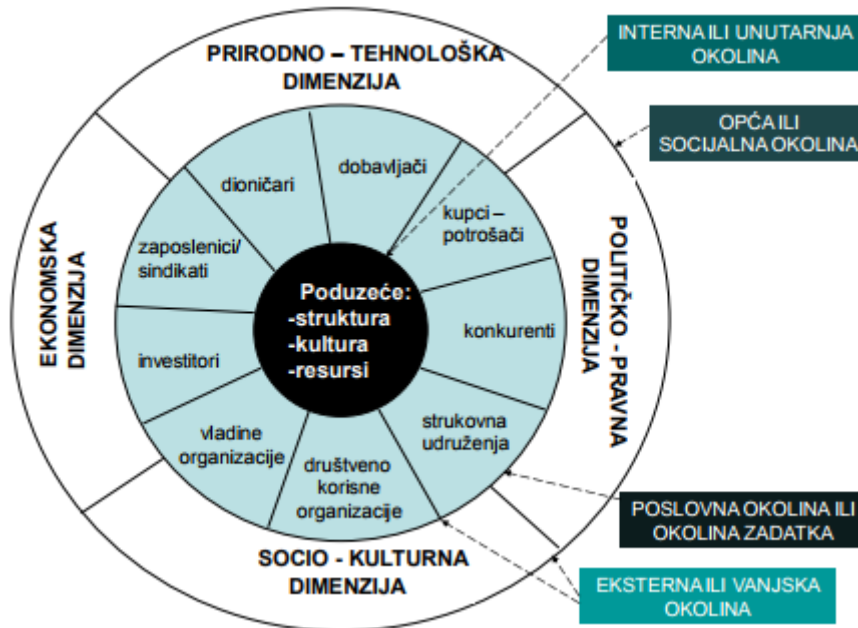 INTERNA ILI UNUTARNJA
OKOLINA
PRIRODNO – TEHNOLOŠKA
DIMENZIJA
OPĆA ILI
SOCIJALNA OKOLINA
dobavljači
dioničari
kupci –
potrošači
zaposlenici/
sindikati
EKONOMSKA
DIMENZIJA
POLITIČKO - PRAVNA
DIMENZIJA
Poduzeće:
-struktura
-kultura
-resursi
konkurenti
investitori
strukovna
udruženja
vladine
organizacije
društveno
korisne
organizacije
POSLOVNA OKOLINA ILI
OKOLINA ZADATKA
SOCIO - KULTURNA
DIMENZIJA
EKSTERNA ILI VANJSKA
OKOLINA